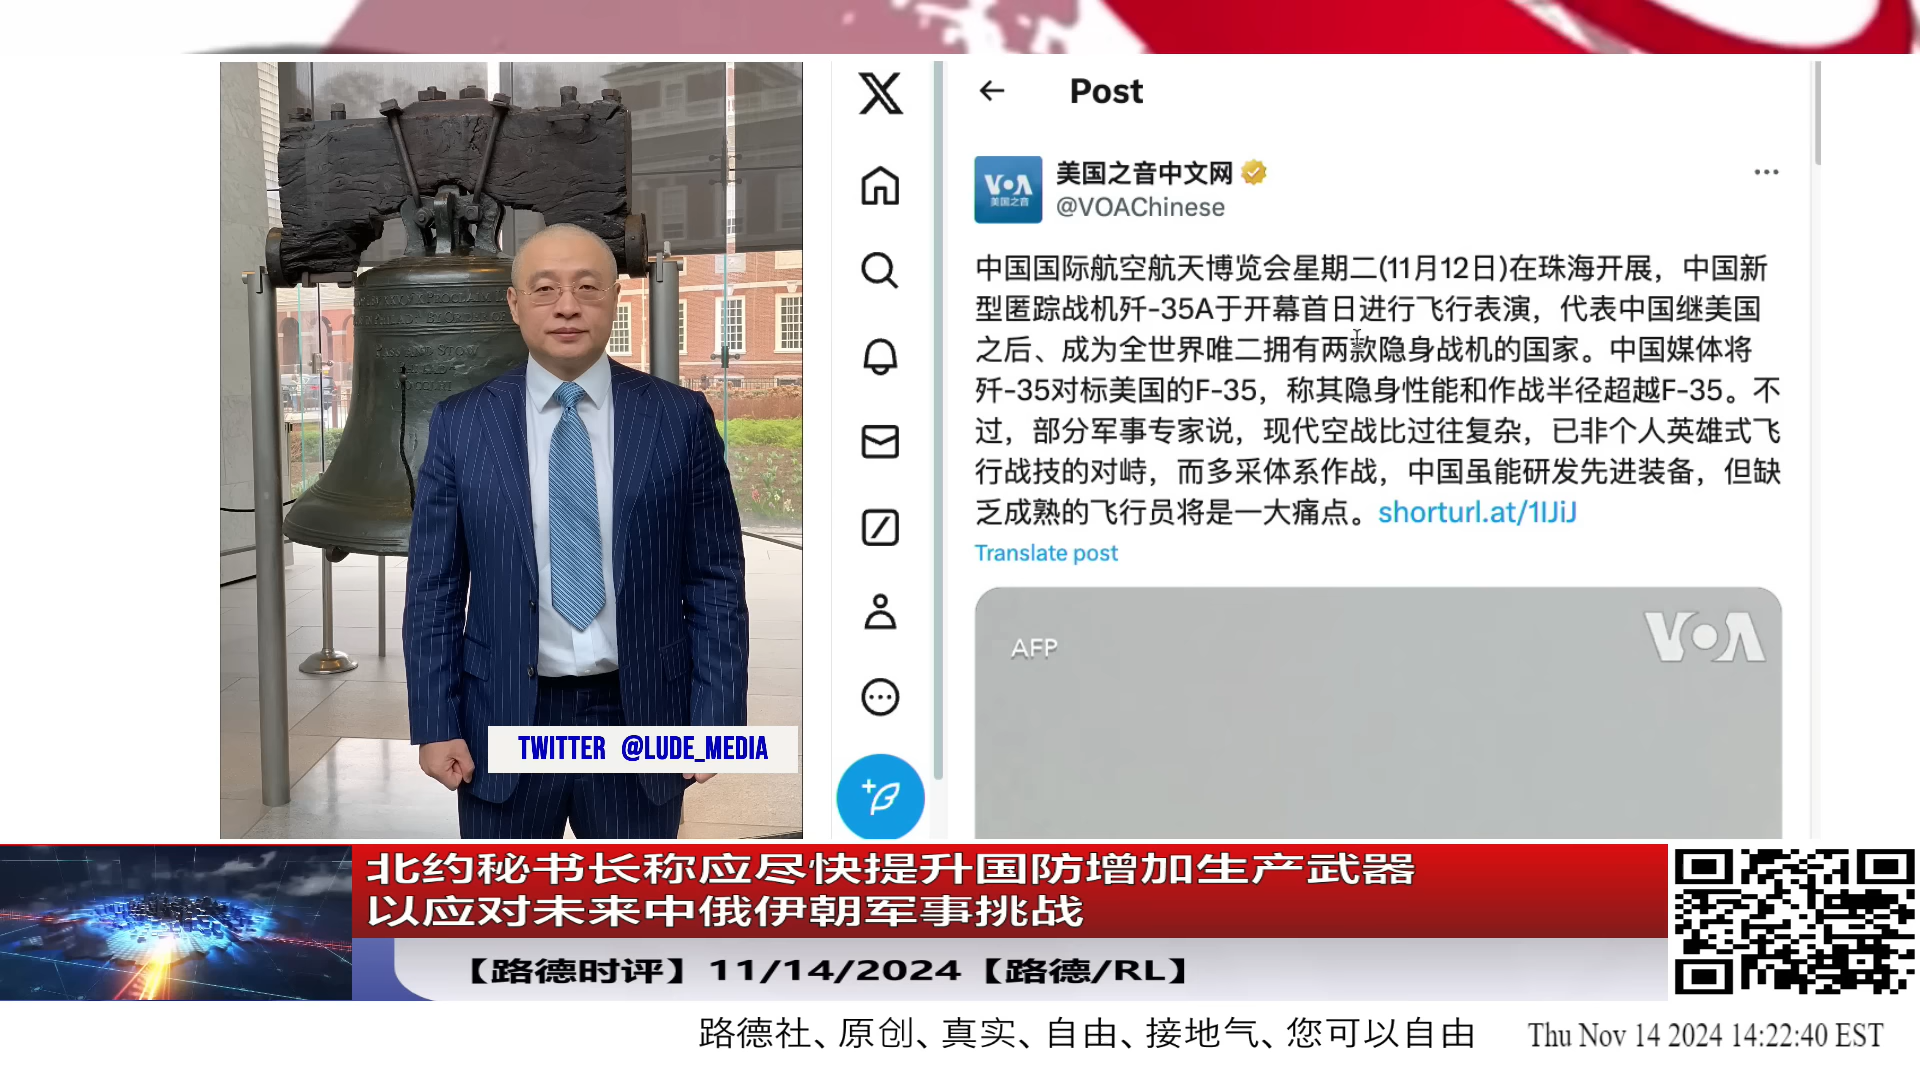 TWITTER @LUDE_MEDIA
Post
VOA
美国之音
美国之音中文网
@VOAChinese
中国国际航空航天博览会星期二(11月12日)在珠海开展，中国新
型匿踪战机歼-35A于开幕首日进行飞行表演，代表中国继美国
之后、成为全世界唯二拥有两款隐身战机的国家。中国媒体将
歼-35对标美国的F-35，称其隐身性能和作战半径超越F-35。不
过，部分军事专家说，现代空战比过往复杂，已非个人英雄式飞
行战技的对峙，而多采体系作战，中国虽能研发先进装备，但缺
乏成熟的飞行员将是一大痛点。shorturl.at/1IJiJ
Translate post
AFP
VOA
北约秘书长称应尽快提升国防增加生产武器
以应对未来中俄伊朝军事挑战
【路德时评】11/14/2024【路德/RL】
路德社、原创、真实、自由、接地气、您可以自由
Thu Nov 14 2024 14:22:40 EST